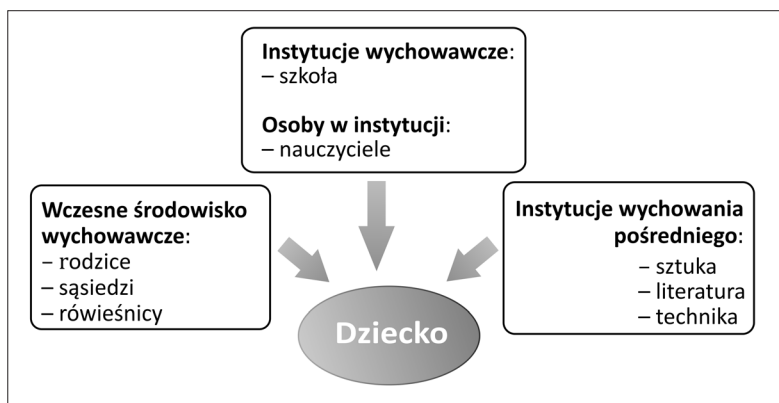 Instytucje wychowawcze:
– szkoła
Osoby w instytucji:
– nauczyciele
Wczesne środowisko
wychowawcze:
– rodzice
– sąsiedzi
– rówieśnicy
Instytucje wychowania
pośredniego:
– sztuka
– literatura
– technika
Dziecko